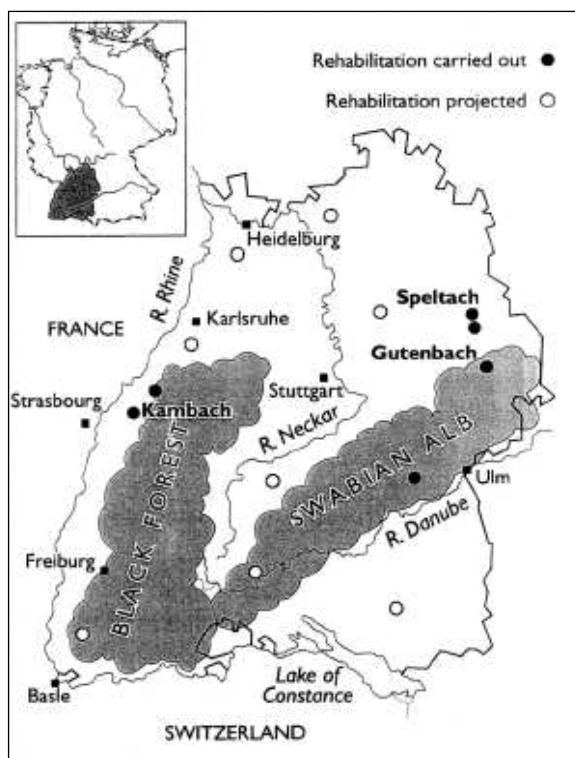 Rehabilitation carried out
Rehabilitation projected
Heidelburg
R. Rhine
Speltach
Karlsruhe
FRANCE
Gutenbach
Stuttgart
Strasbourg
Kambach
R. Neckar
SWABIAN ALB
Ulm
BLACK FOREST
R. Danube
Freiburg
Lake of
Constance
Basle
SWITZERLAND